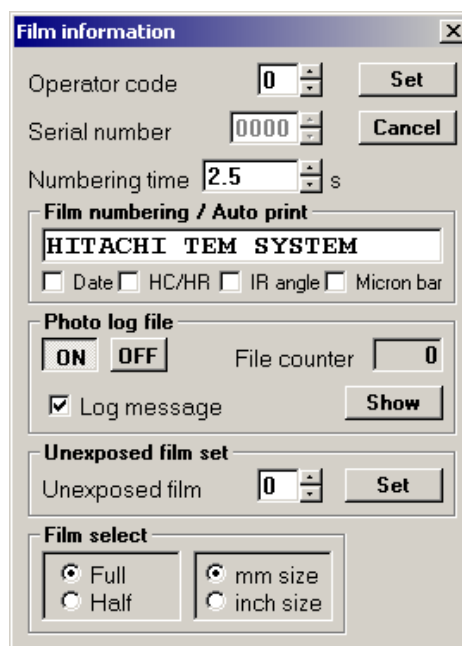 Film information
Operator code 0 Set
Serial number 0000 Cancel
Numbering time 2.5 s
Film numbering / Auto print
HITACHI TEM SYSTEM
Date HC/HR IR angle Micron bar
Photo log file
ON OFF File counter 0
Log message Show
Unexposed film set
Unexposed film 0 Set
Film select
Full mm size
Half inch size